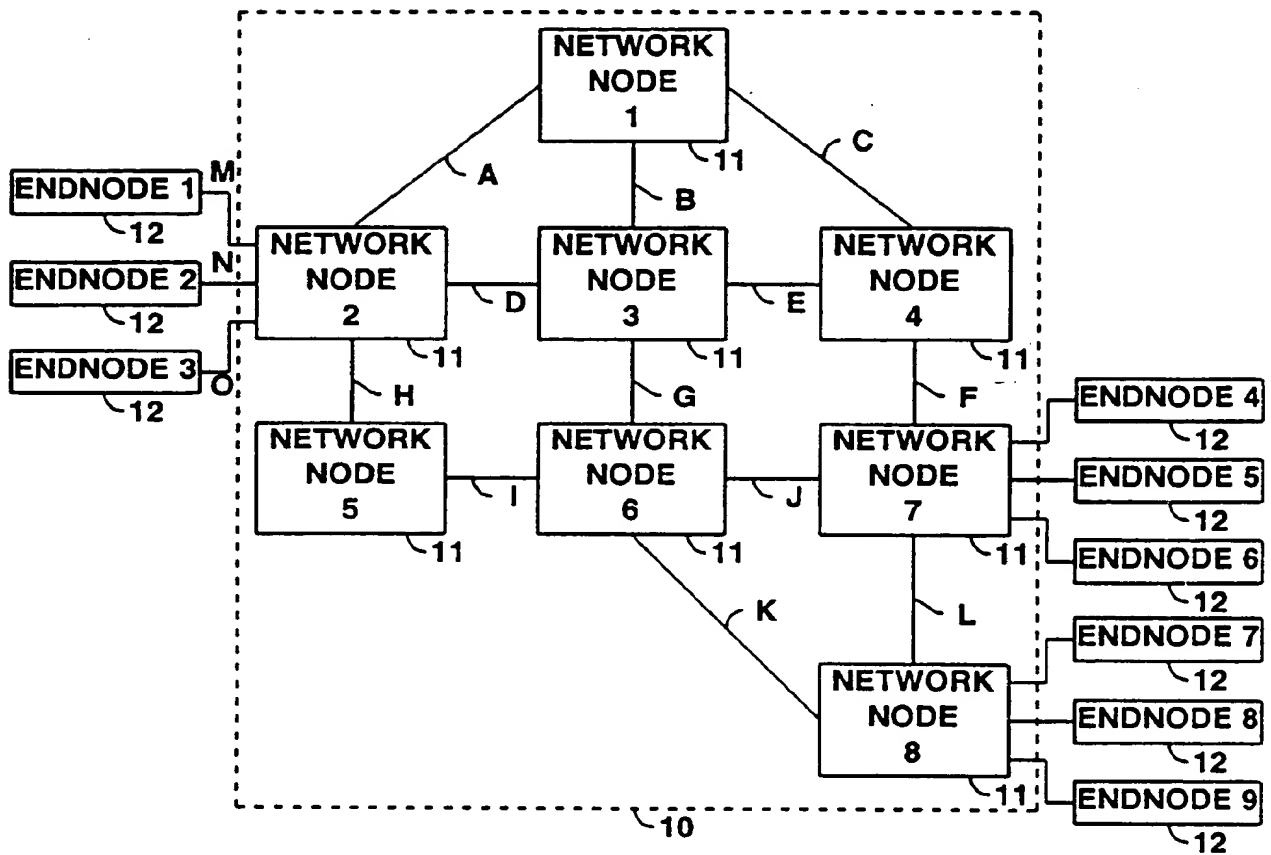 NETWORK
NODE
1
11
A
B
C
M
ENDNODE 1
12
N
ENDNODE 2
12
ENDNODE 3
O
12
NETWORK
NODE
2
11
D
NETWORK
NODE
3
11
E
NETWORK
NODE
4
11
H
G
F
NETWORK
NODE
5
11
I
NETWORK
NODE
6
11
J
NETWORK
NODE
7
11
ENDNODE 4
12
ENDNODE 5
12
ENDNODE 6
12
K
L
NETWORK
NODE
8
11
ENDNODE 7
12
ENDNODE 8
12
ENDNODE 9
12
10